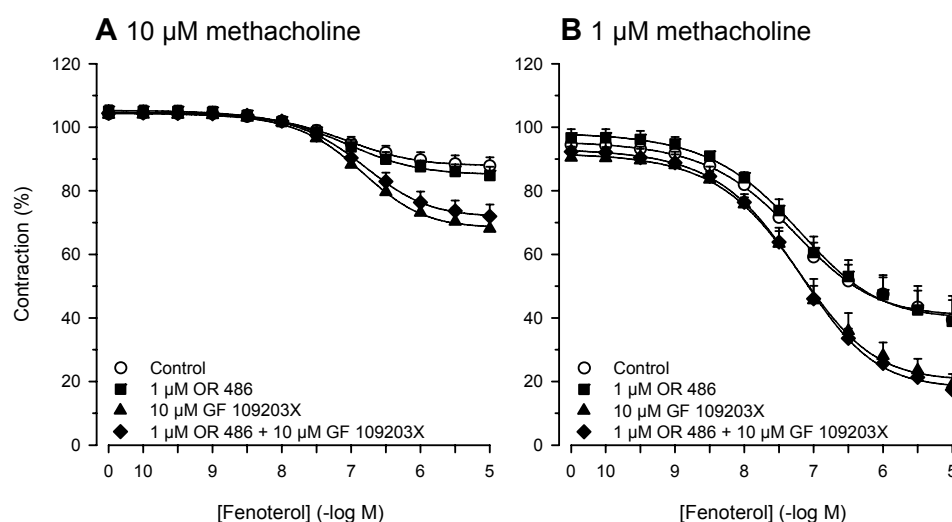 A 10 µM methacholine
120
100
80
60
40
20
0
Contraction (%)
Control
1 µM OR 486
10 µM GF 109203X
1 µM OR 486 + 10 µM GF 109203X
0 10 9 8 7 6 5
[Fenoterol] (-log M)
B 1 µM methacholine
120
100
80
60
40
20
0
Control
1 µM OR 486
10 µM GF 109203X
1 µM OR 486 + 10 µM GF 109203X
0 10 9 8 7 6 5
[Fenoterol] (-log M)